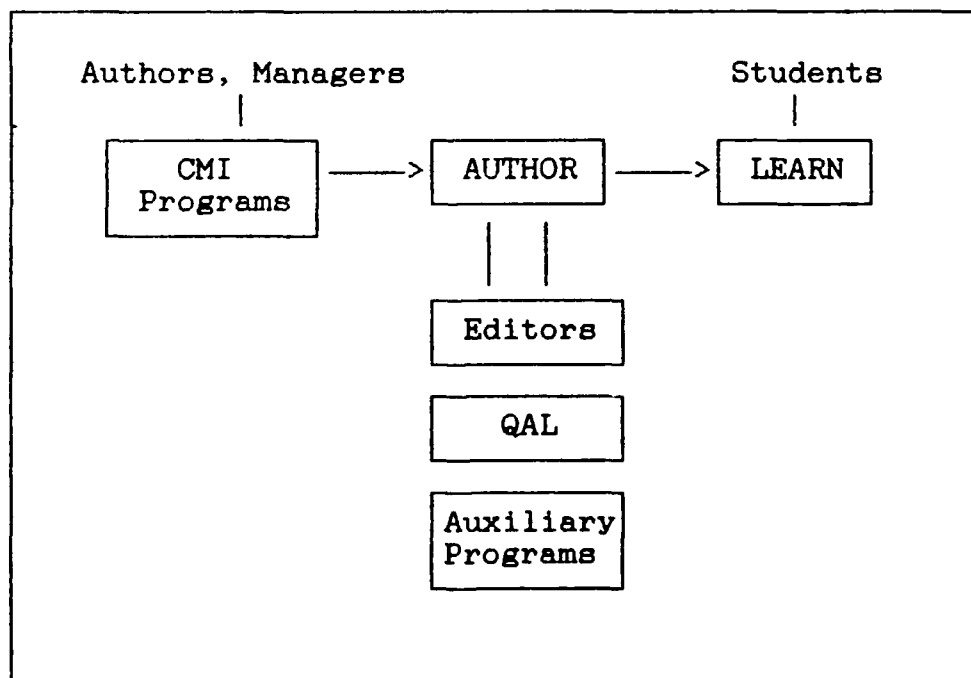 Authors, Managers
Students
CMI
Programs
AUTHOR
LEARN
Editors
QAL
Auxiliary
Programs